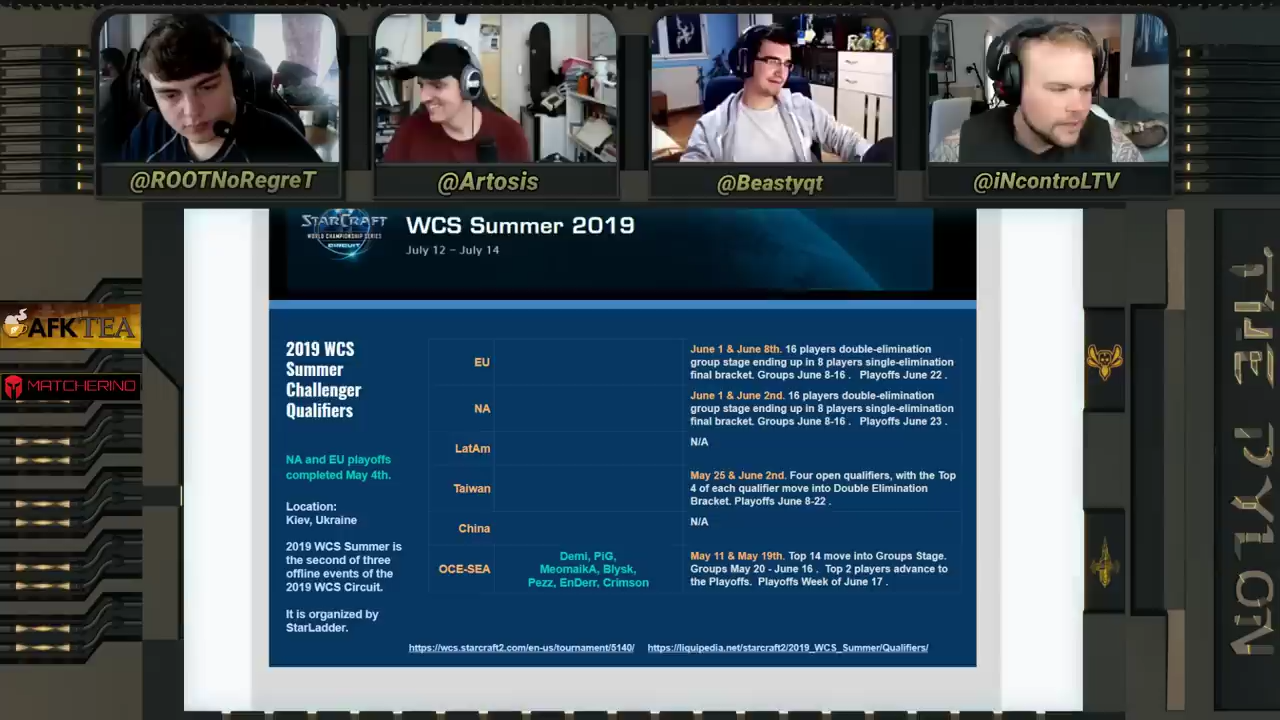 @ROOTNoRegreT
@Artosis
@Beastyqt
@iNcontroLTV
STARCRAFT
WORLD CHAMPIONSHIP SERIES
CIRCUIT
WCS Summer 2019
July 12 – July 14
AFKTEA
MATCHERINO
2019 WCS
Summer
Challenger
Qualifiers
NA and EU playoffs
completed May 4th.
Location:
Kiev, Ukraine
2019 WCS Summer is
the second of three
offline events of the
2019 WCS Circuit.
It is organized by
StarLadder.
EU
June 1 & June 8th. 16 players double-elimination
group stage ending up in 8 players single-elimination
final bracket. Groups June 8-16 . Playoffs June 22 .
NA
June 1 & June 2nd. 16 players double-elimination
group stage ending up in 8 players single-elimination
final bracket. Groups June 8-16 . Playoffs June 23 .
LatAm
N/A
Taiwan
May 25 & June 2nd. Four open qualifiers, with the Top
4 of each qualifier move into Double Elimination
Bracket. Playoffs June 8-22 .
China
N/A
OCE-SEA
Demi, PiG,
MeomaikA, Blysk,
Pezz, EnDerr, Crimson
May 11 & May 19th. Top 14 move into Groups Stage.
Groups May 20 - June 16 . Top 2 players advance to
the Playoffs. Playoffs Week of June 17 .
https://wcs.starcraft2.com/en-us/tournament/5140/
https://liquipedia.net/starcraft2/2019_WCS_Summer/Qualifiers/